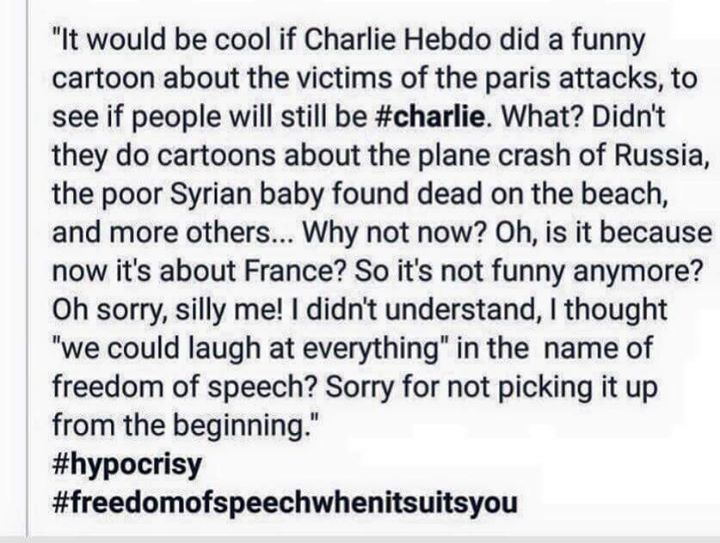 "It would be cool if Charlie Hebdo did a funny
cartoon about the victims of the paris attacks, to
see if people will still be #charlie. What? Didn't
they do cartoons about the plane crash of Russia,
the poor Syrian baby found dead on the beach,
and more others... Why not now? Oh, is it because
now it's about France? So it's not funny anymore?
Oh sorry, silly me! I didn't understand, I thought
"we could laugh at everything" in the name of
freedom of speech? Sorry for not picking it up
from the beginning."
#hypocrisy
#freedomofspeechwhenitsuitsyou